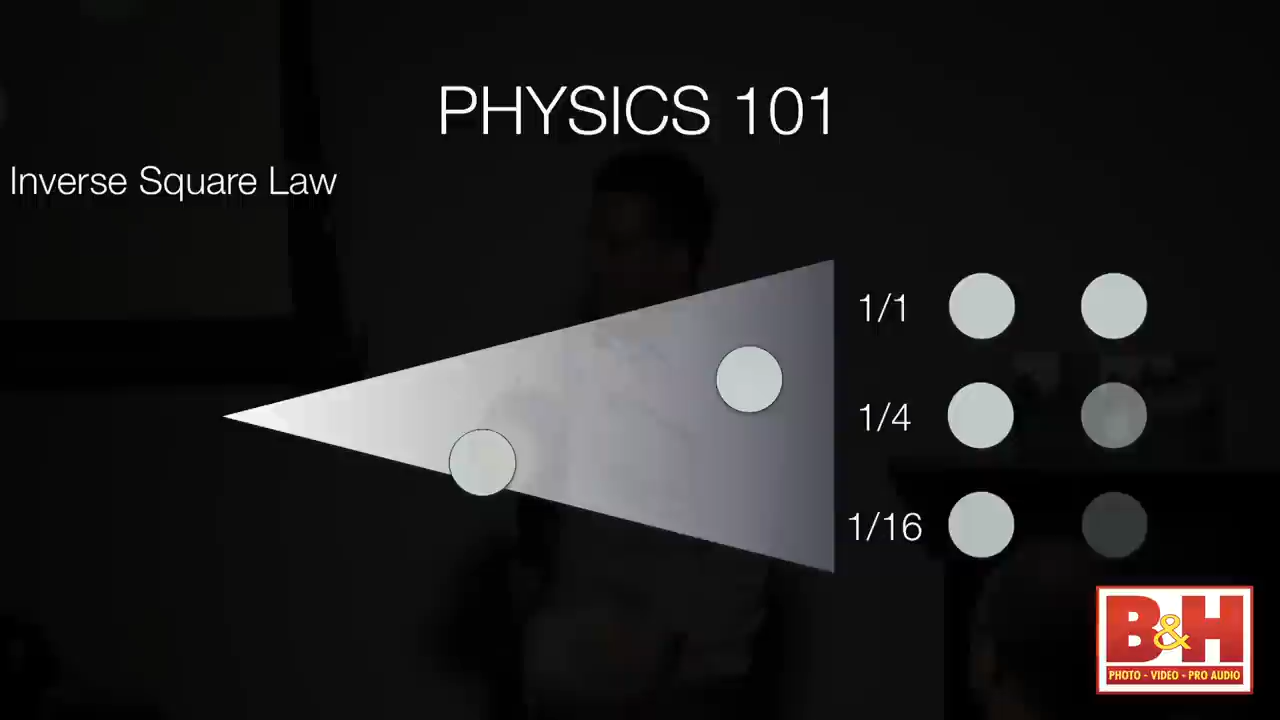 PHYSICS 101
Inverse Square Law
1/1
1/4
1/16
B&H
PHOTO - VIDEO - PRO AUDIO